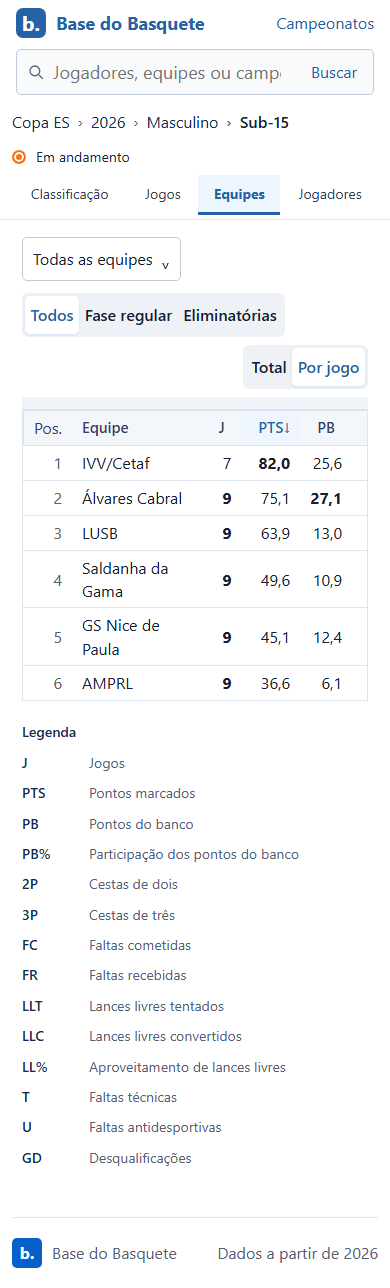 b. Base do Basquete Campeonatos
Jogadores, equipes ou campe Buscar
Copa ES › 2026 › Masculino › Sub-15
Em andamento
Classificação Jogos Equipes Jogadores
Todas as equipes
Todos Fase regular Eliminatórias
Total Por jogo
Pos. Equipe J PTS↓ PB
1 IVV/Cetaf 7 82,0 25,6
2 Álvares Cabral 9 75,1 27,1
3 LUSB 9 63,9 13,0
4 Saldanha da Gama 9 49,6 10,9
5 GS Nice de Paula 9 45,1 12,4
6 AMPRL 9 36,6 6,1
Legenda
J Jogos
PTS Pontos marcados
PB Pontos do banco
PB% Participação dos pontos do banco
2P Cestas de dois
3P Cestas de três
FC Faltas cometidas
FR Faltas recebidas
LLT Lances livres tentados
LLC Lances livres convertidos
LL% Aproveitamento de lances livres
T Faltas técnicas
U Faltas antidesportivas
GD Desqualificações
b. Base do Basquete Dados a partir de 2026